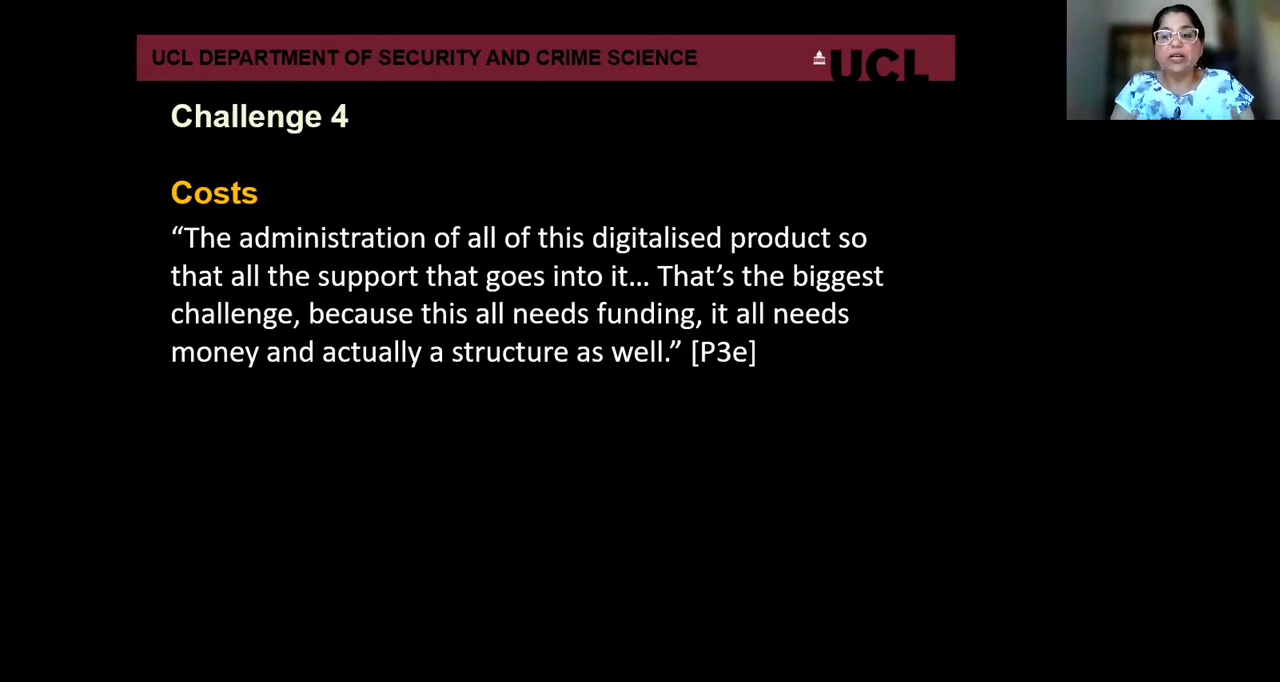 UCL DEPARTMENT OF SECURITY AND CRIME SCIENCE
UCL
Challenge 4
Costs
“The administration of all of this digitalised product so
that all the support that goes into it… That’s the biggest
challenge, because this all needs funding, it all needs
money and actually a structure as well.” [P3e]